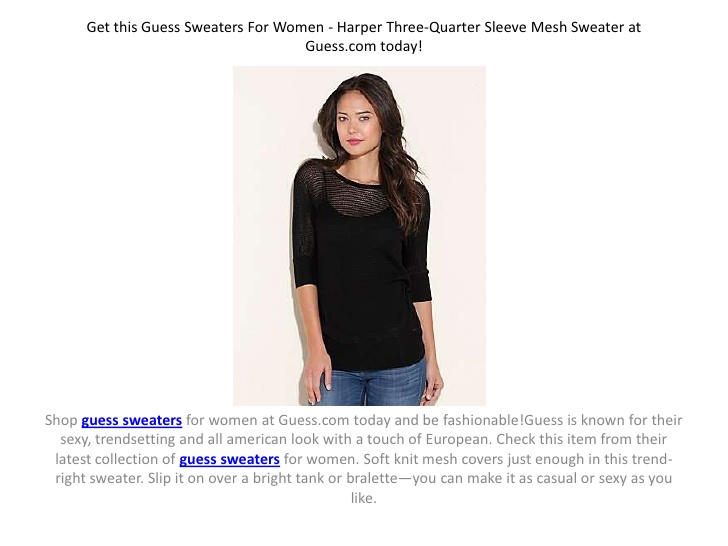 Get this Guess Sweaters For Women - Harper Three-Quarter Sleeve Mesh Sweater at
Guess.com today!
Shop guess sweaters for women at Guess.com today and be fashionable!Guess is known for their
sexy, trendsetting and all american look with a touch of European. Check this item from their
latest collection of guess sweaters for women. Soft knit mesh covers just enough in this trend-
right sweater. Slip it on over a bright tank or bralette—you can make it as casual or sexy as you
like.